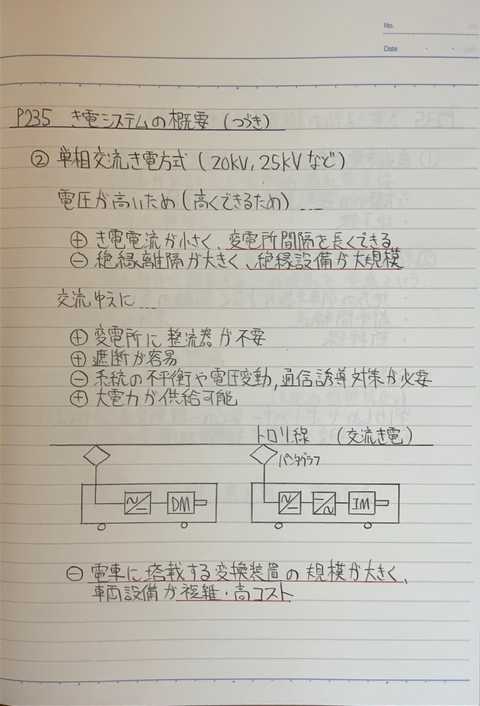 No.
Date
P235 き電システムの概要 (つづき)
② 単相交流き電方式 (20kV, 25kVなど)
電圧が高いため (高くできるため) ...
⊕ き電電流が小さく、変電所間隔を長くできる
⊖ 絶縁離隔が大きく、絶縁設備が大規模
交流ゆえに ...
⊕ 変電所に整流器が不要
⊕ 遮断が容易
⊖ 系統の不平衡や電圧変動, 通信誘導対策が必要
⊕ 大電力が供給可能
トロリ線 (交流き電)
パンタグラフ
DM
IM
⊖ 電車に搭載する変換装置の規模が大きく、
車両設備が複雑・高コスト